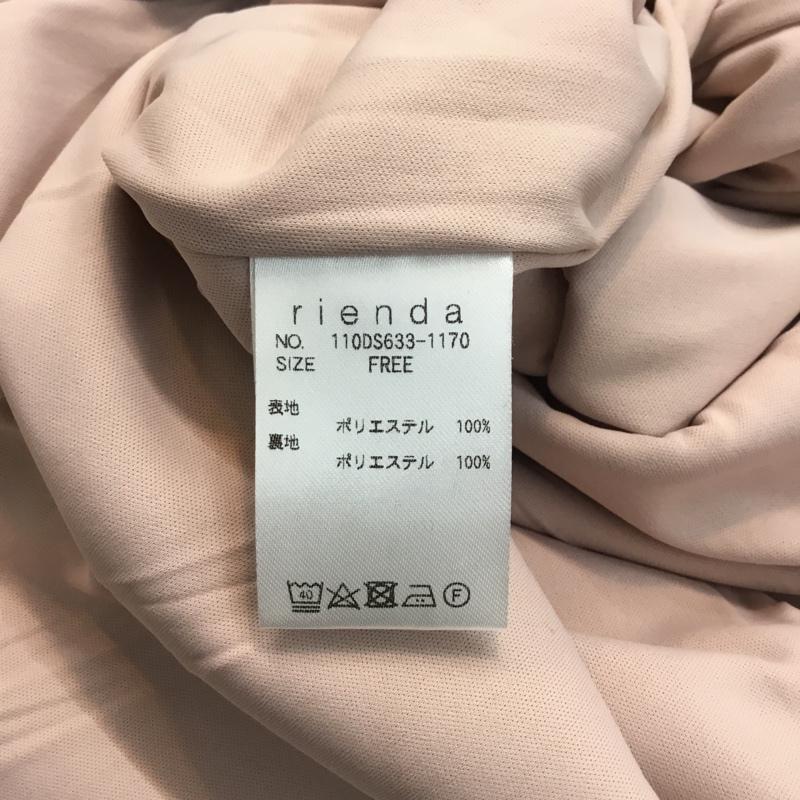 rienda
NO. 110DS633-1170
SIZE FREE
表地
ポリエステル 100%
裏地
ポリエステル 100%
40
F